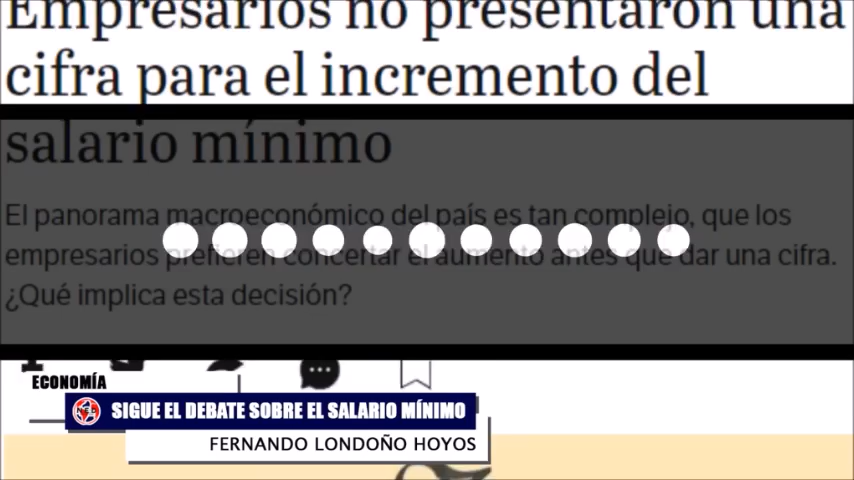 Empresarios no presentaron una
cifra para el incremento del
salario mínimo
El panorama macroeconómico del país es tan complejo, que los
empresarios prefieren concertar el aumento antes que dar una cifra.
¿Qué implica esta decisión?
ECONOMÍA
SIGUE EL DEBATE SOBRE EL SALARIO MÍNIMO
FERNANDO LONDOÑO HOYOS